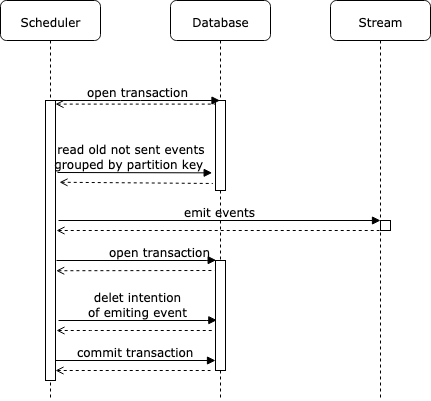 Scheduler
Database
Stream
open transaction
read old not sent events
grouped by partition key
emit events
open transaction
delet intention
of emiting event
commit transaction